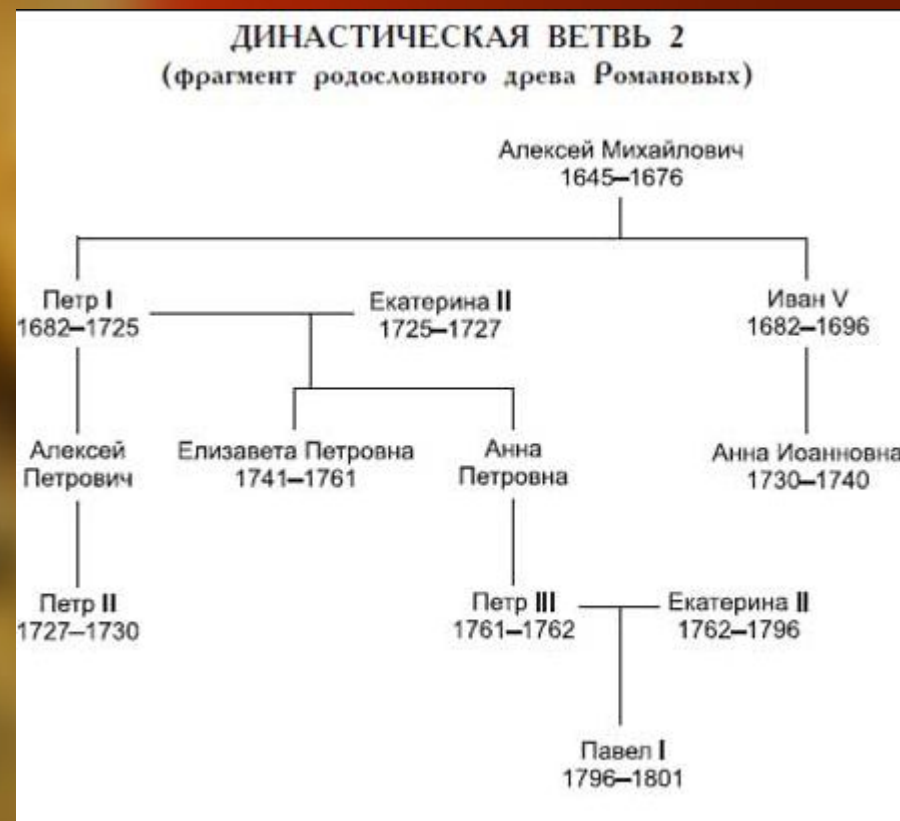 ДИНАСТИЧЕСКАЯ ВЕТВЬ 2
(фрагмент родословного древа Романовых)
Алексей Михайлович
1645–1676
Петр I
1682–1725
Екатерина II
1725–1727
Иван V
1682–1696
Алексей
Петрович
Елизавета Петровна
1741–1761
Анна
Петровна
Анна Иоанновна
1730–1740
Петр II
1727–1730
Петр III
1761–1762
Екатерина II
1762–1796
Павел I
1796–1801